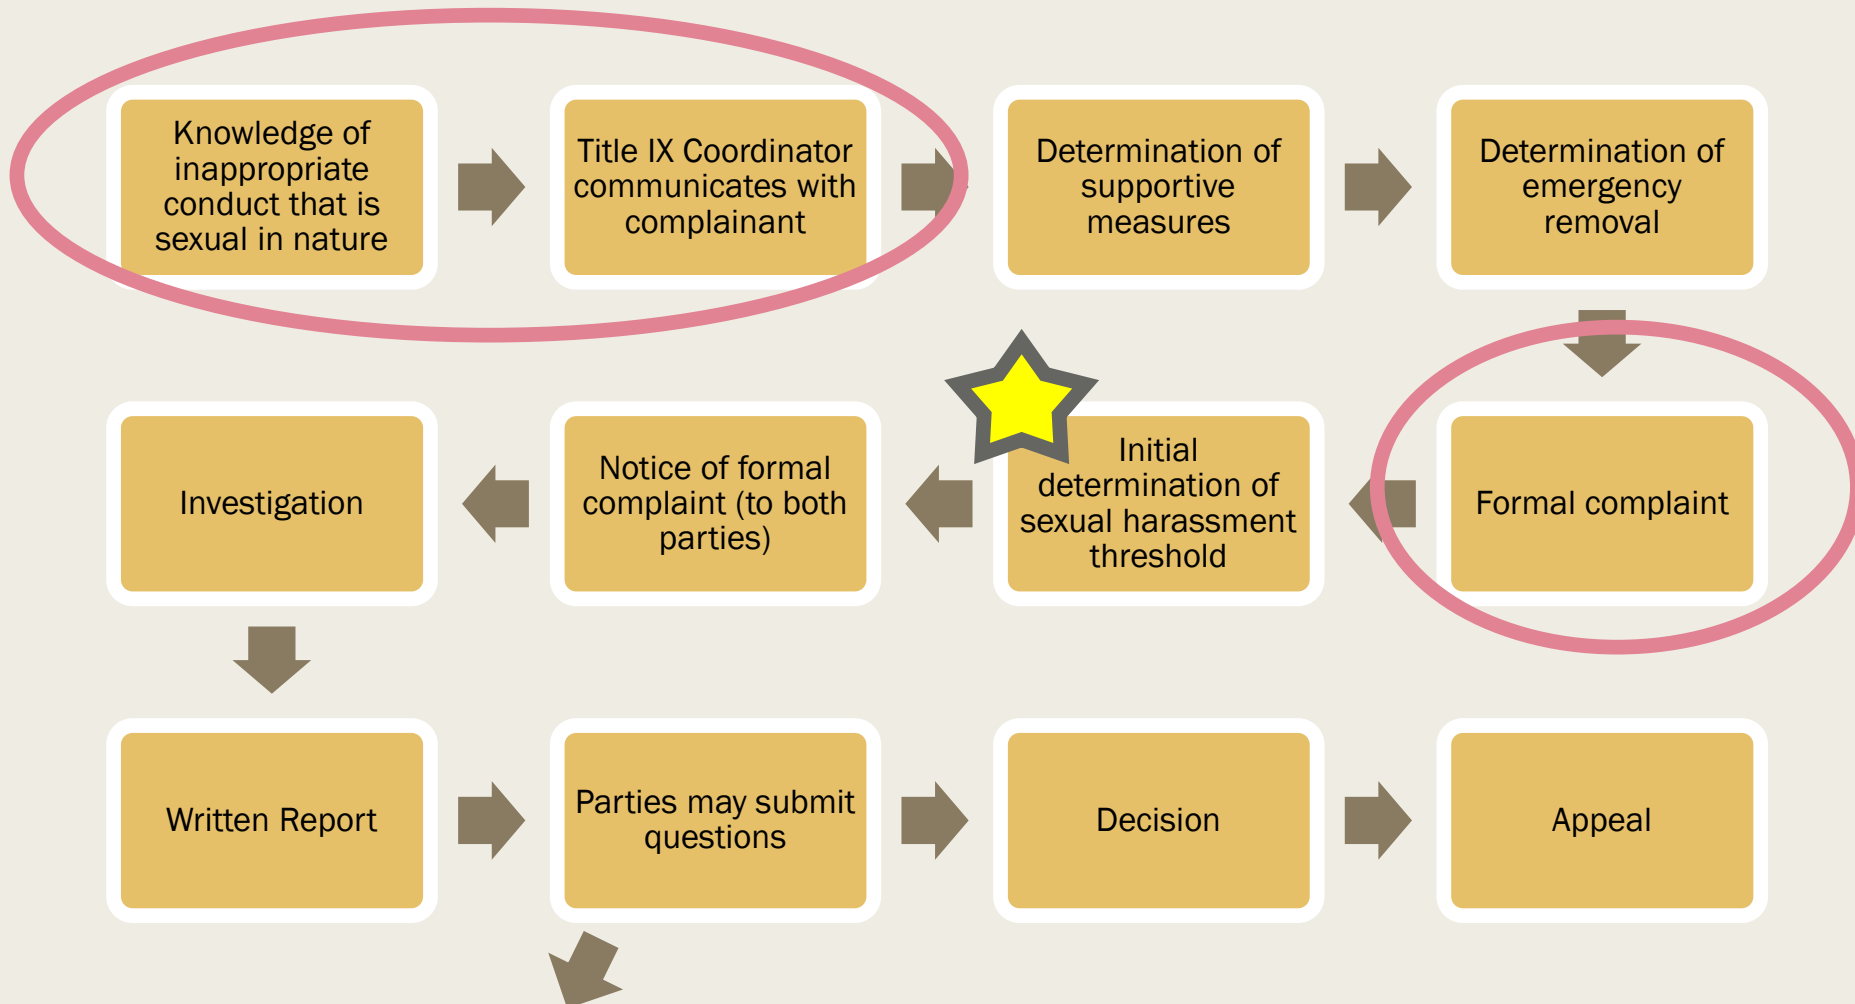 Knowledge of
inappropriate
conduct that is
sexual in nature
Title IX Coordinator
communicates with
complainant
Determination of
supportive
measures
Determination of
emergency
removal
Formal complaint
Initial
determination of
sexual harassment
threshold
Notice of formal
complaint (to both
parties)
Investigation
Written Report
Parties may submit
questions
Decision
Appeal